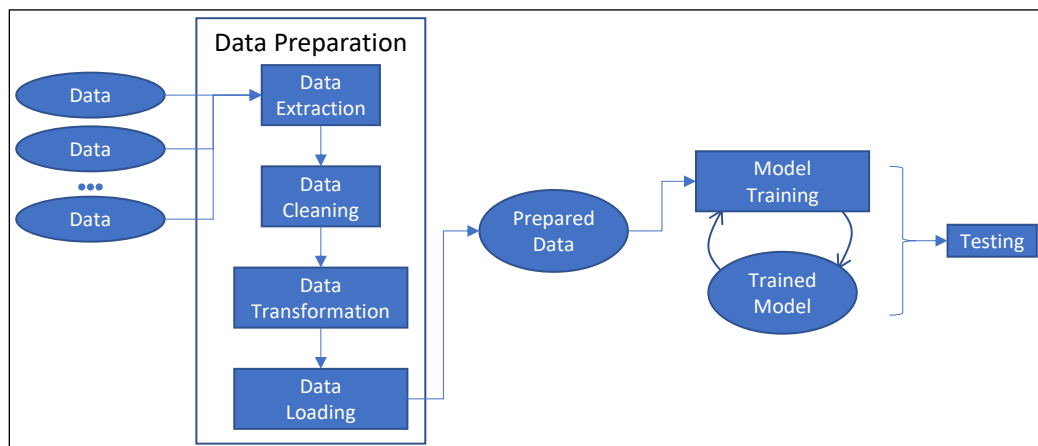 Data Preparation
Data
Data
•••
Data
Data
Extraction
Data
Cleaning
Data
Transformation
Data
Loading
Prepared
Data
Model
Training
Trained
Model
Testing